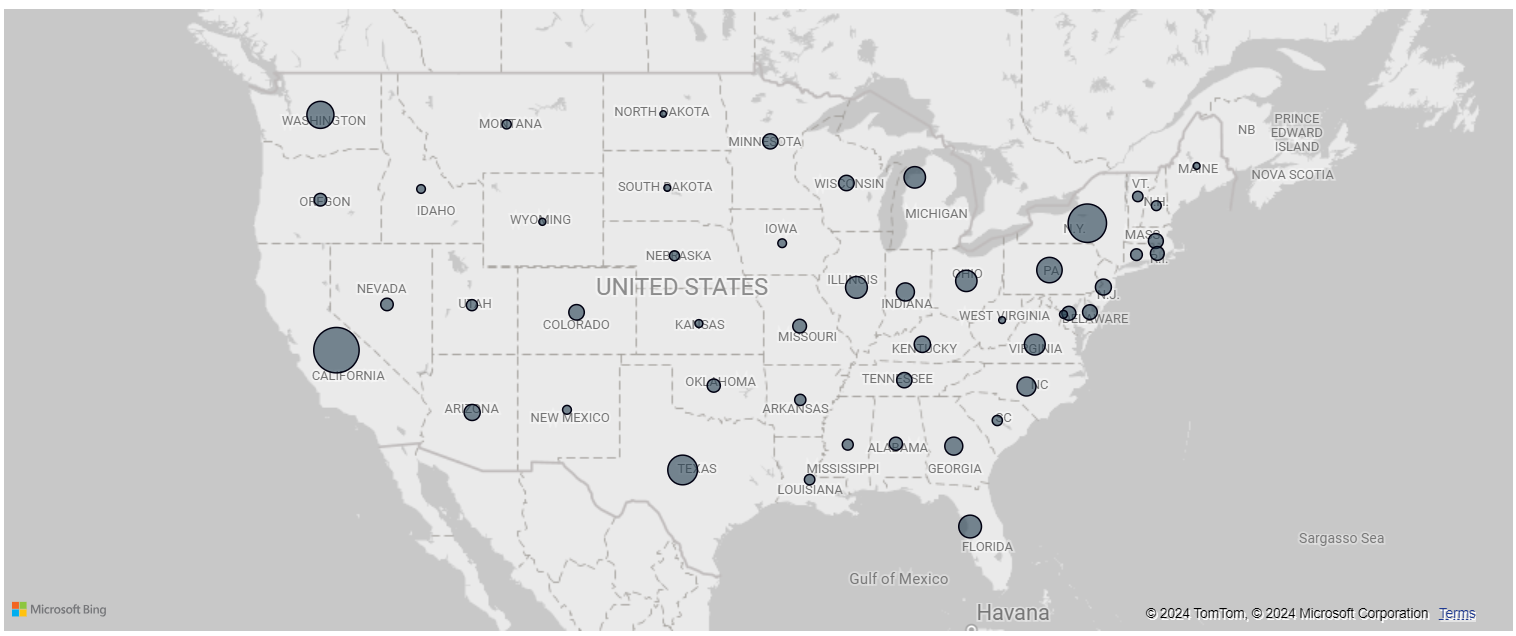 WASHINGTON
MONTANA
NORTH DAKOTA
MINNESOTA
NB
PRINCE
EDWARD
ISLAND
NOVA SCOTIA
MAINE
VT.
N.H.
OREGON
IDAHO
WYOMING
SOUTH DAKOTA
WISCONSIN
MICHIGAN
N.Y.
MASS.
R.I.
IOWA
NEBRASKA
UNITED STATES
NEVADA
UTAH
COLORADO
KANSAS
MISSOURI
ILLINOIS
INDIANA
OHIO
PA
N.J.
WEST VIRGINIA
DELAWARE
KENTUCKY
VIRGINIA
CALIFORNIA
ARIZONA
NEW MEXICO
OKLAHOMA
ARKANSAS
TENNESSEE
NC
SC
TEXAS
LOUISIANA
MISSISSIPPI
ALABAMA
GEORGIA
FLORIDA
Sargasso Sea
Gulf of Mexico
Havana
Microsoft Bing
© 2024 TomTom, © 2024 Microsoft Corporation Terms